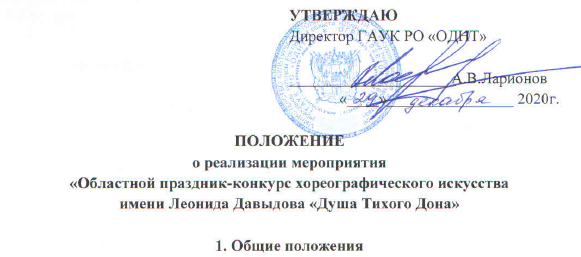 УТВЕРЖДАЮ
Директор ГАУК РО «ОДНТ»
А.В.Ларионов
« 29 » декабря 2020г.
ПОЛОЖЕНИЕ
о реализации мероприятия
«Областной праздник-конкурс хореографического искусства
имени Леонида Давыдова «Душа Тихого Дона»
1. Общие положения